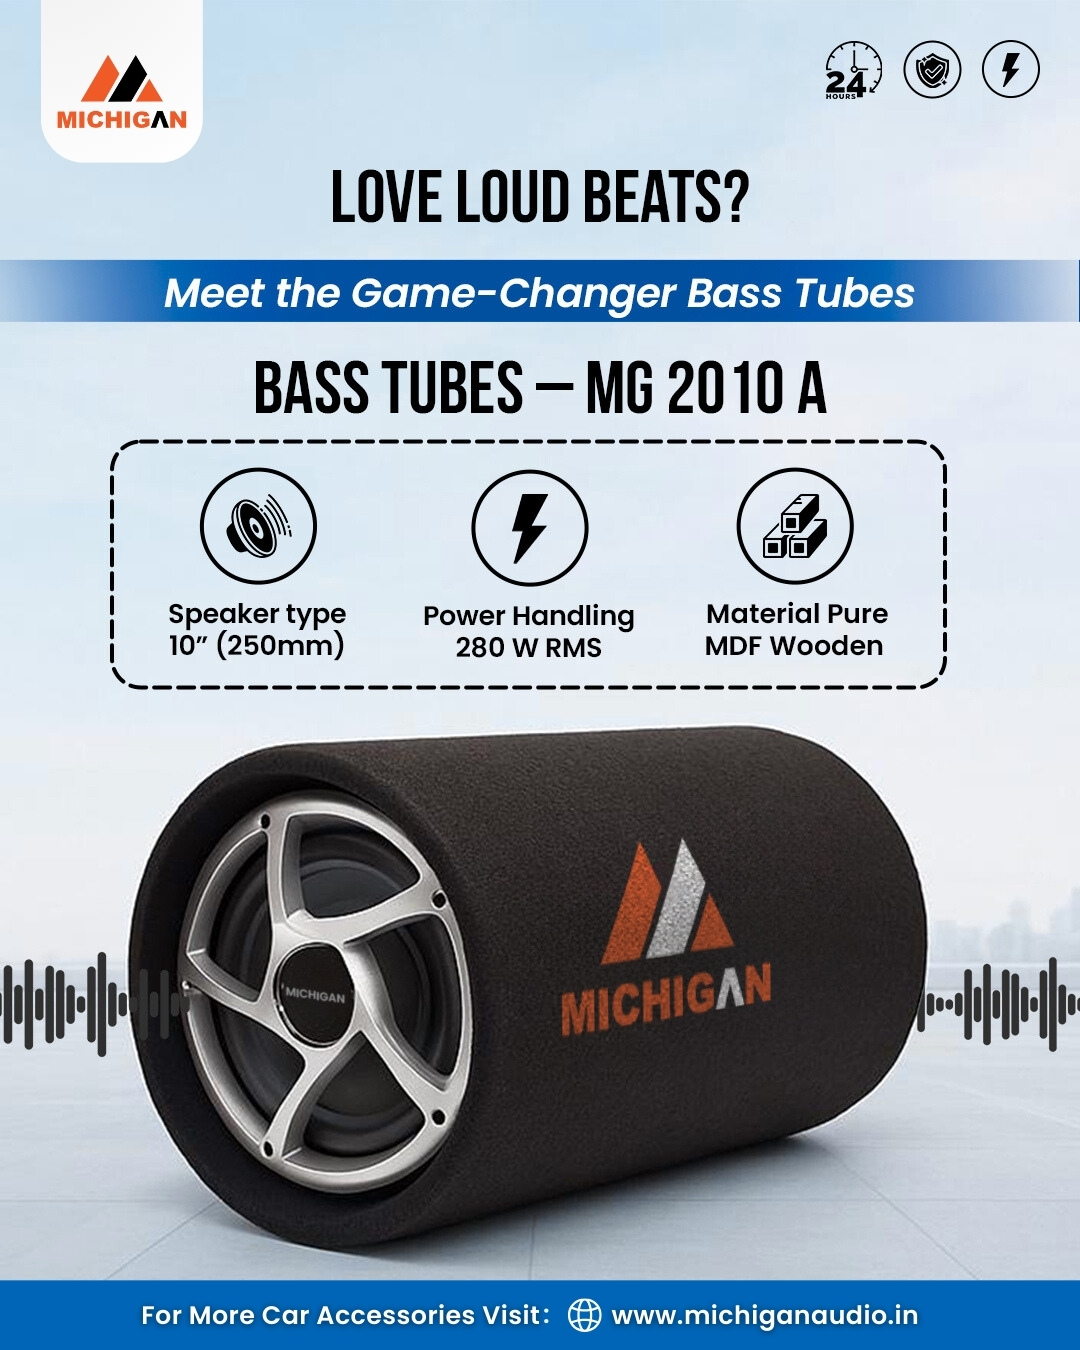 MICHIGAN
24
HOURS
LOVE LOUD BEATS?
Meet the Game-Changer Bass Tubes
BASS TUBES – MG 2010 A
Speaker type
10” (250mm)
Power Handling
280 W RMS
Material Pure
MDF Wooden
MICHIGAN
MICHIGAN
For More Car Accessories Visit: www.michiganaudio.in